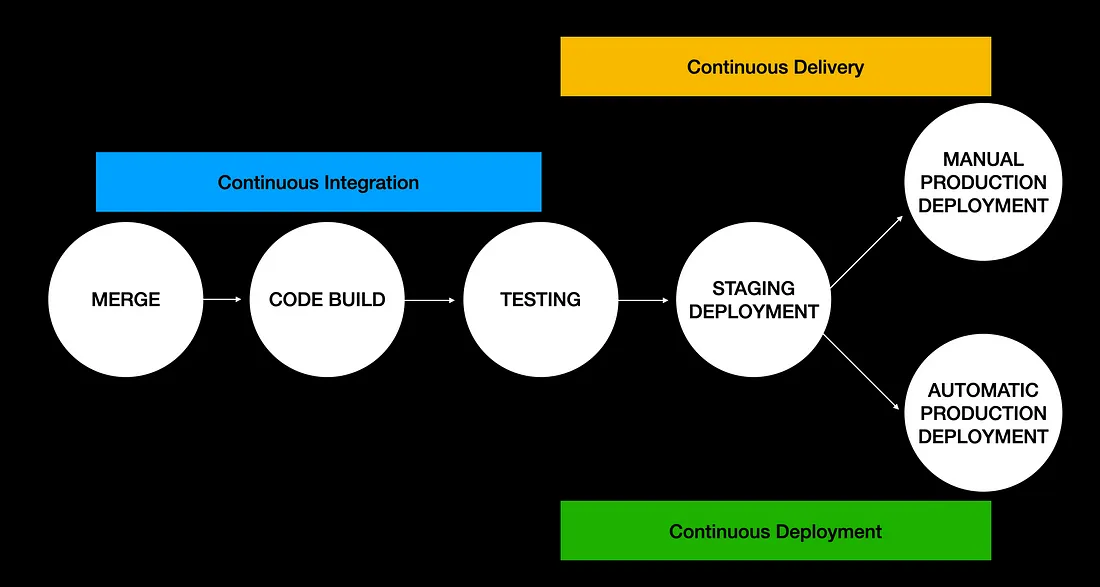 Continuous Delivery
Continuous Integration
MERGE
CODE BUILD
TESTING
STAGING
DEPLOYMENT
MANUAL
PRODUCTION
DEPLOYMENT
AUTOMATIC
PRODUCTION
DEPLOYMENT
Continuous Deployment